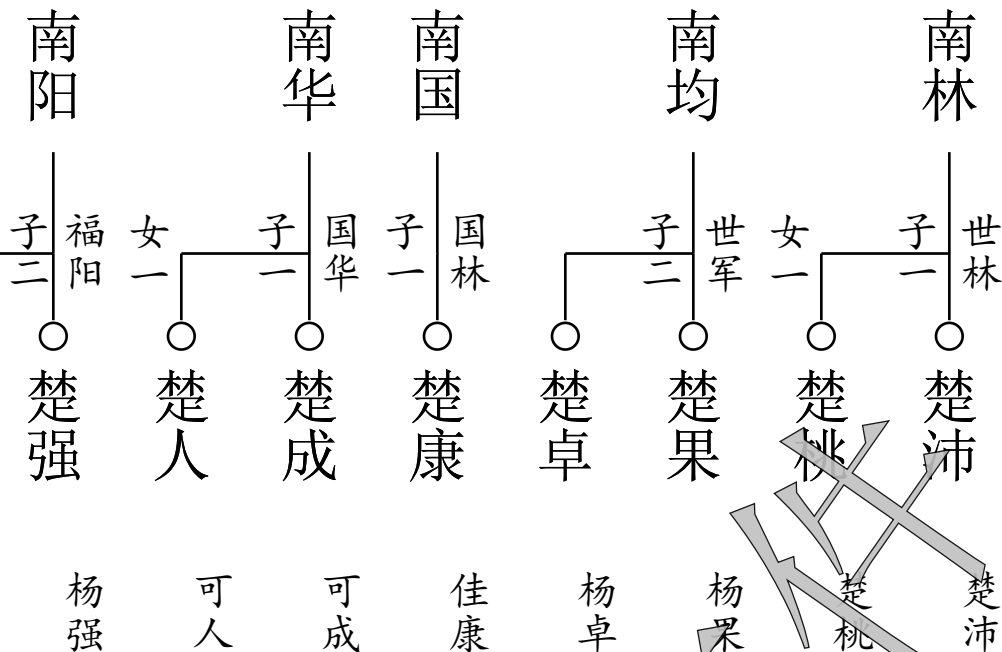 南林
南均
南国
南华
南阳
世林
子一
女一
世军
子二
国林
子一
国华
子一
女一
福阳
子二
楚沛
楚桃
楚果
楚卓
楚康
楚成
楚人
楚强
楚沛
楚桃
杨果
杨卓
佳康
可成
可人
杨强